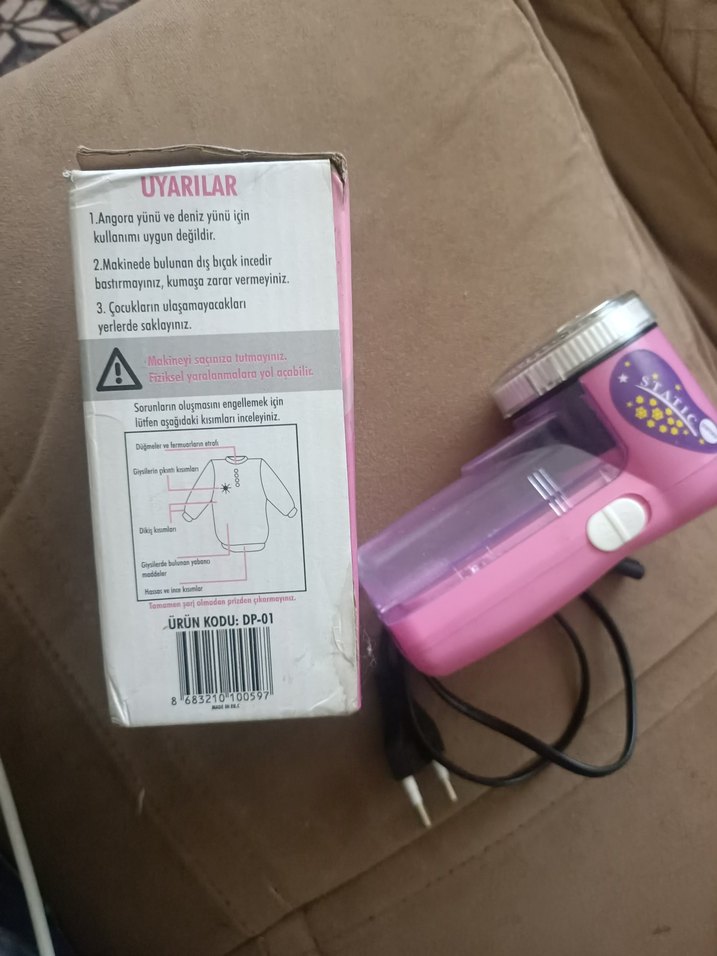 UYARILAR
1.Angora yünü ve deniz yünü için
kullanımı uygun değildir.
2.Makinede bulunan dış bıçak incedir
bastırmayınız, kumaşa zarar vermeyiniz.
3. Çocukların ulaşamayacakları
yerlerde saklayınız.
Makineyi saçınıza tutmayınız.
Fiziksel yaralanmalara yol açabilir.
Sorunların oluşmasını engellemek için
lütfen aşağıdaki kısımları inceleyiniz.
Düğmeler ve fermuarların etrafı
Giysilerin çıkıntı kısımları
Dikiş kısımları
Giysilerde bulunan yabancı
maddeler
Hassas ve ince kısımlar
Tamamen şarj olmadan prizden çıkarmayınız.
ÜRÜN KODU: DP-01
8 683210 100597
MADE IN P.R.C
STATIC